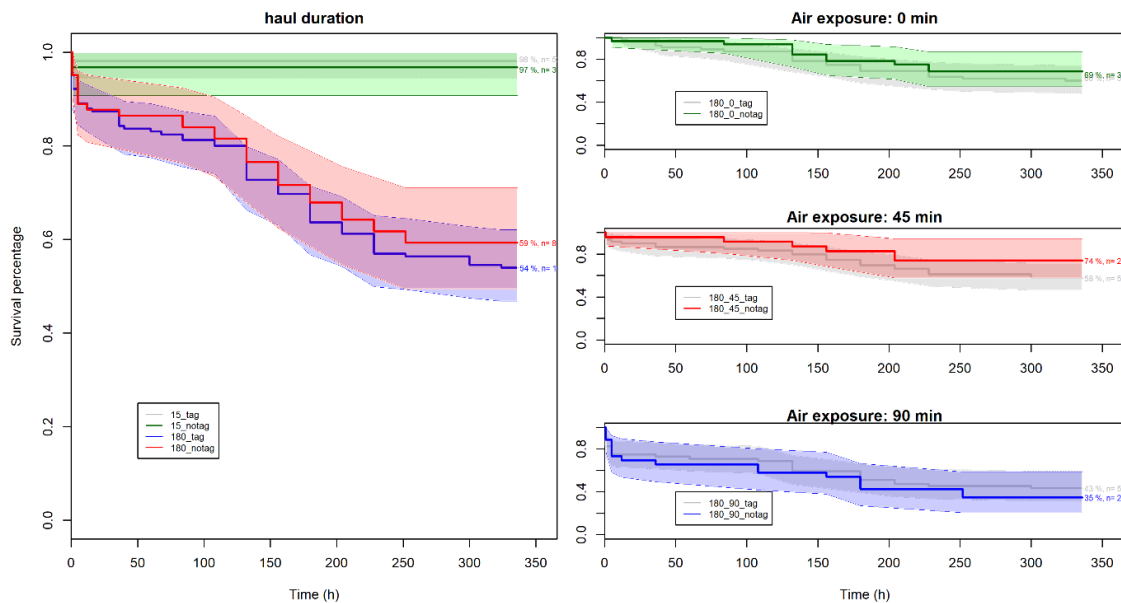 haul duration
Survival percentage
1.0
0.8
0.6
0.4
0.2
0.0
98 %, n= 5
97 %, n= 3
59 %, n= 8
54 %, n= 1
15_tag
15_notag
180_tag
180_notag
0 50 100 150 200 250 300 350
Time (h)
Air exposure: 0 min
0.8
0.4
0
69 %, n= 3
180_0_tag
180_0_notag
0 50 100 150 200 250 300 350
Air exposure: 45 min
0.8
0.4
0
74 %, n= 2
58 %, n= 5
180_45_tag
180_45_notag
0 50 100 150 200 250 300 350
Air exposure: 90 min
0.8
0.4
0
43 %, n= 5
35 %, n= 2
180_90_tag
180_90_notag
0 50 100 150 200 250 300 350
Time (h)